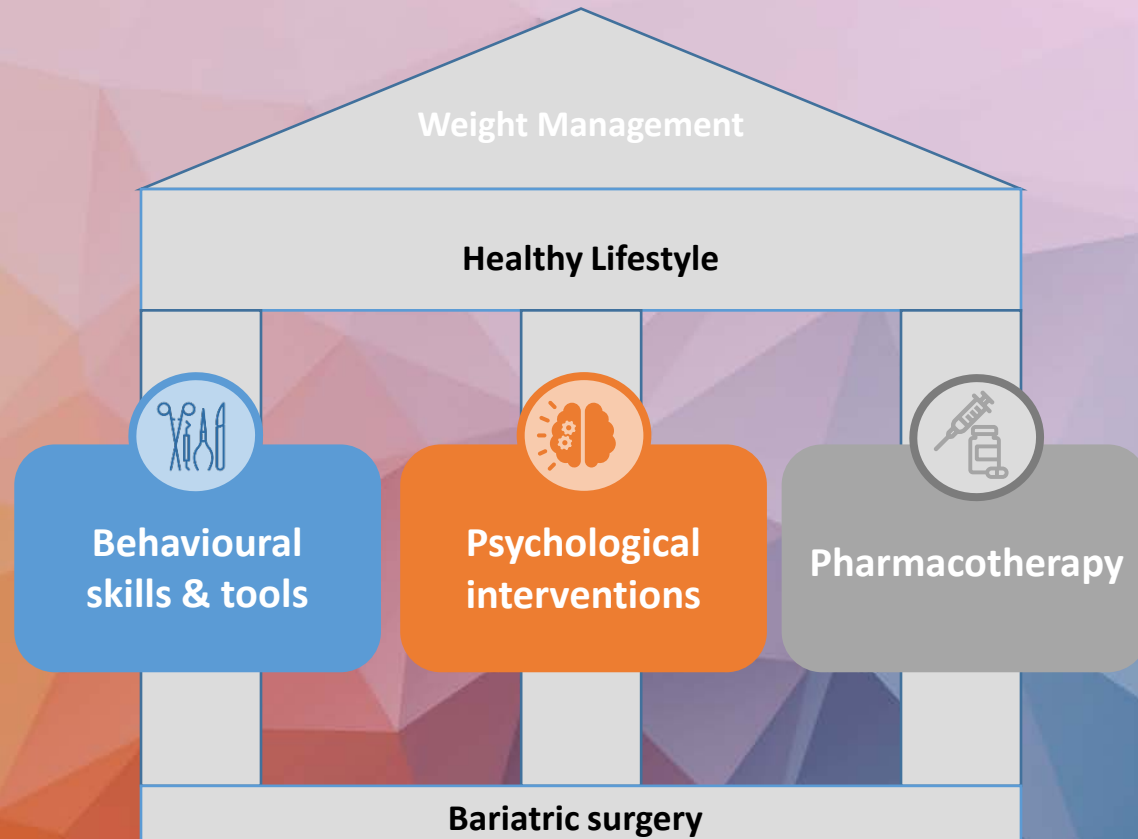 Weight Management
Healthy Lifestyle
Behavioural
skills & tools
Psychological
interventions
Pharmacotherapy
Bariatric surgery